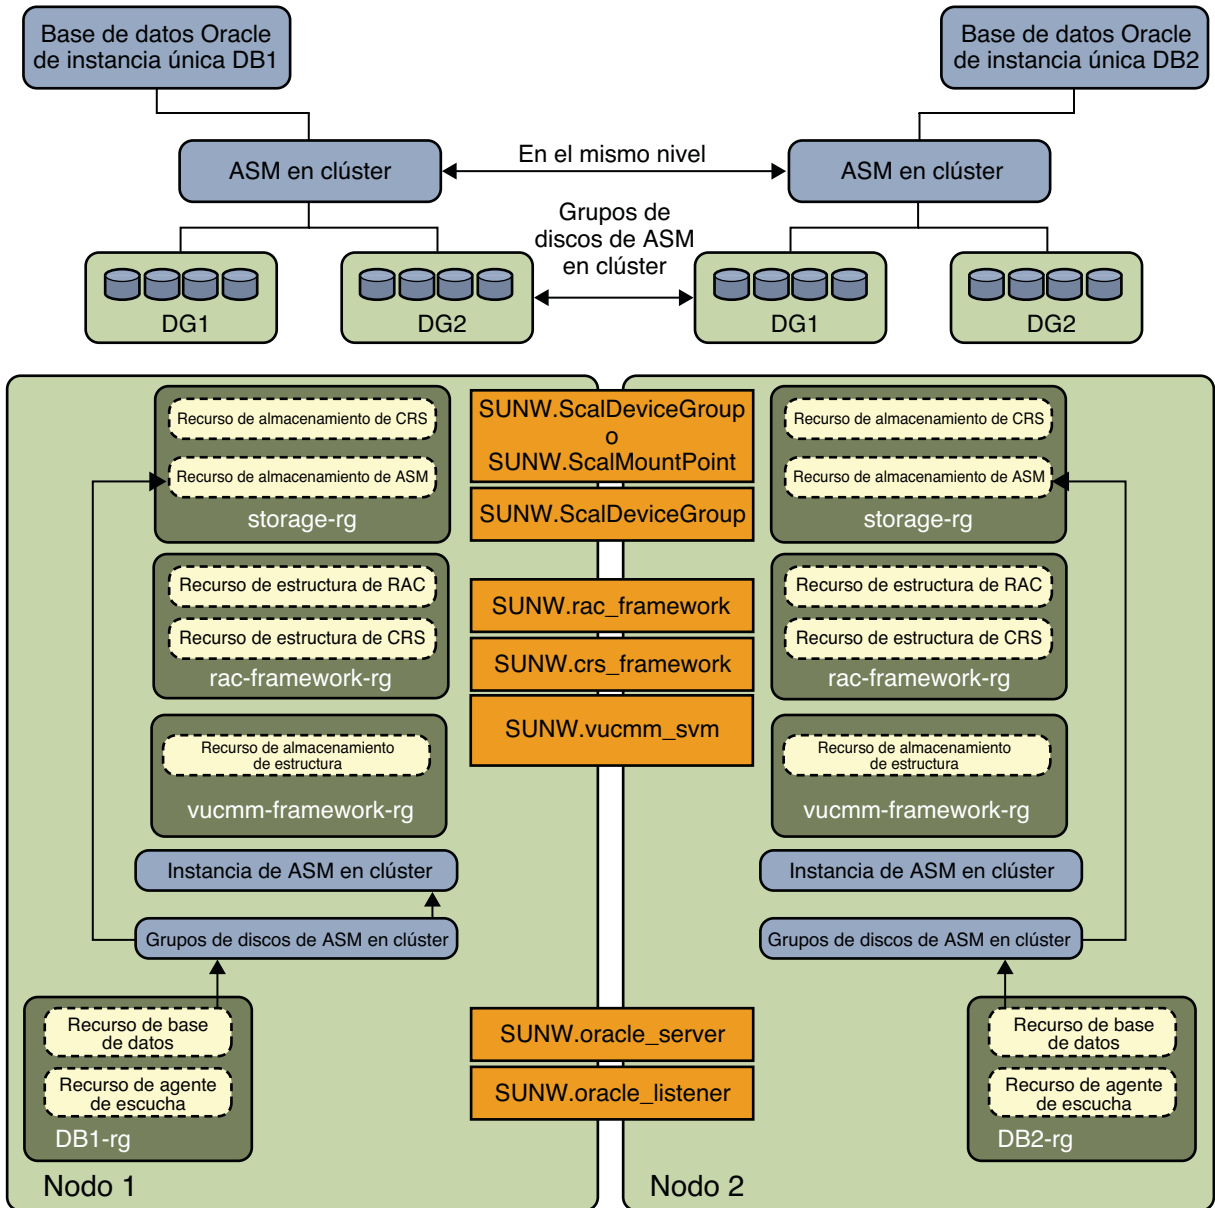 Base de datos Oracle
de instancia única DB1
Base de datos Oracle
de instancia única DB2
ASM en clúster
En el mismo nivel
ASM en clúster
Grupos de
discos de ASM
en clúster
DG1
DG2
DG1
DG2
Recurso de almacenamiento de CRS
Recurso de almacenamiento de ASM
storage-rg
Recurso de estructura de RAC
Recurso de estructura de CRS
rac-framework-rg
Recurso de almacenamiento
de estructura
vucmm-framework-rg
Instancia de ASM en clúster
Grupos de discos de ASM en clúster
Recurso de base
de datos
Recurso de agente
de escucha
DB1-rg
Nodo 1
SUNW.ScalDeviceGroup
o
SUNW.ScalMountPoint
SUNW.ScalDeviceGroup
SUNW.rac_framework
SUNW.crs_framework
SUNW.vucmm_svm
SUNW.oracle_server
SUNW.oracle_listener
Recurso de almacenamiento de CRS
Recurso de almacenamiento de ASM
storage-rg
Recurso de estructura de RAC
Recurso de estructura de CRS
rac-framework-rg
Recurso de almacenamiento
de estructura
vucmm-framework-rg
Instancia de ASM en clúster
Grupos de discos de ASM en clúster
Recurso de base
de datos
Recurso de agente
de escucha
DB2-rg
Nodo 2